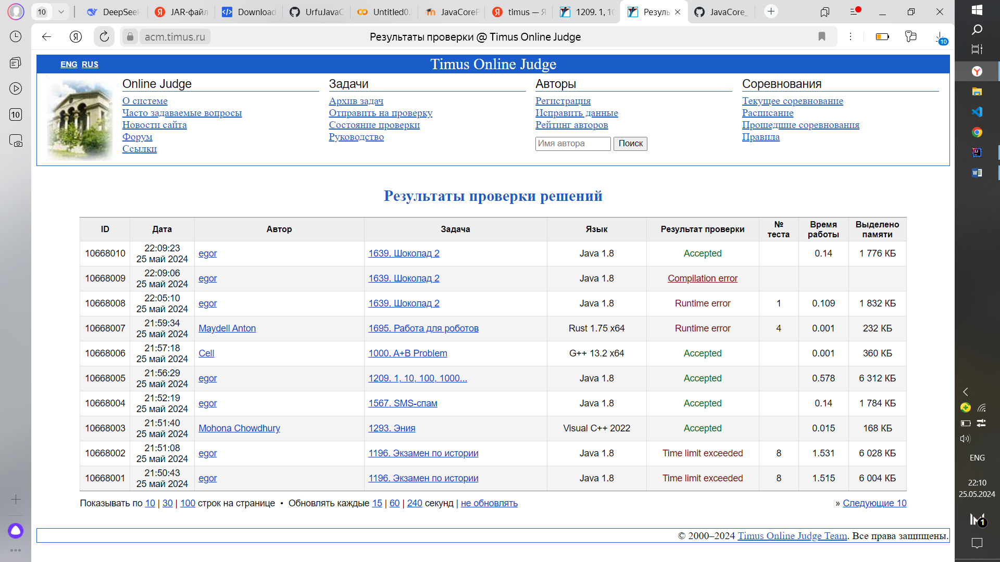 10
DeepSeek
JAR-файл
Download
UrfuJavaC
Untitled0.i
JavaCoreP
timus — Я
1209. 1, 10
Резуль
JavaCore_
acm.timus.ru
Результаты проверки @ Timus Online Judge
10
10
ENG RUS
Timus Online Judge
Online Judge
О системе
Часто задаваемые вопросы
Новости сайта
Форум
Ссылки
Задачи
Архив задач
Отправить на проверку
Состояние проверки
Руководство
Авторы
Регистрация
Исправить данные
Рейтинг авторов
Имя автора Поиск
Соревнования
Текущее соревнование
Расписание
Прошедшие соревнования
Правила
Результаты проверки решений
ID Дата Автор Задача Язык Результат проверки № теста Время работы Выделено памяти
10668010 22:09:23 25 май 2024 egor 1639. Шоколад 2 Java 1.8 Accepted 0.14 1 776 КБ
10668009 22:09:06 25 май 2024 egor 1639. Шоколад 2 Java 1.8 Compilation error
10668008 22:05:10 25 май 2024 egor 1639. Шоколад 2 Java 1.8 Runtime error 1 0.109 1 832 КБ
10668007 21:59:34 25 май 2024 Maydell Anton 1695. Работа для роботов Rust 1.75 x64 Runtime error 4 0.001 232 КБ
10668006 21:57:18 25 май 2024 Cell 1000. A+B Problem G++ 13.2 x64 Accepted 0.001 360 КБ
10668005 21:56:29 25 май 2024 egor 1209. 1, 10, 100, 1000... Java 1.8 Accepted 0.578 6 312 КБ
10668004 21:52:19 25 май 2024 egor 1567. SMS-спам Java 1.8 Accepted 0.14 1 784 КБ
10668003 21:51:40 25 май 2024 Mohona Chowdhury 1293. Эния Visual C++ 2022 Accepted 0.015 168 КБ
10668002 21:51:08 25 май 2024 egor 1196. Экзамен по истории Java 1.8 Time limit exceeded 8 1.531 6 028 КБ
10668001 21:50:43 25 май 2024 egor 1196. Экзамен по истории Java 1.8 Time limit exceeded 8 1.515 6 004 КБ
Показывать по 10 | 30 | 100 строк на странице • Обновлять каждые 15 | 60 | 240 секунд | не обновлять
» Следующие 10
© 2000–2024 Timus Online Judge Team. Все права защищены.
ENG
22:10
25.05.2024
1